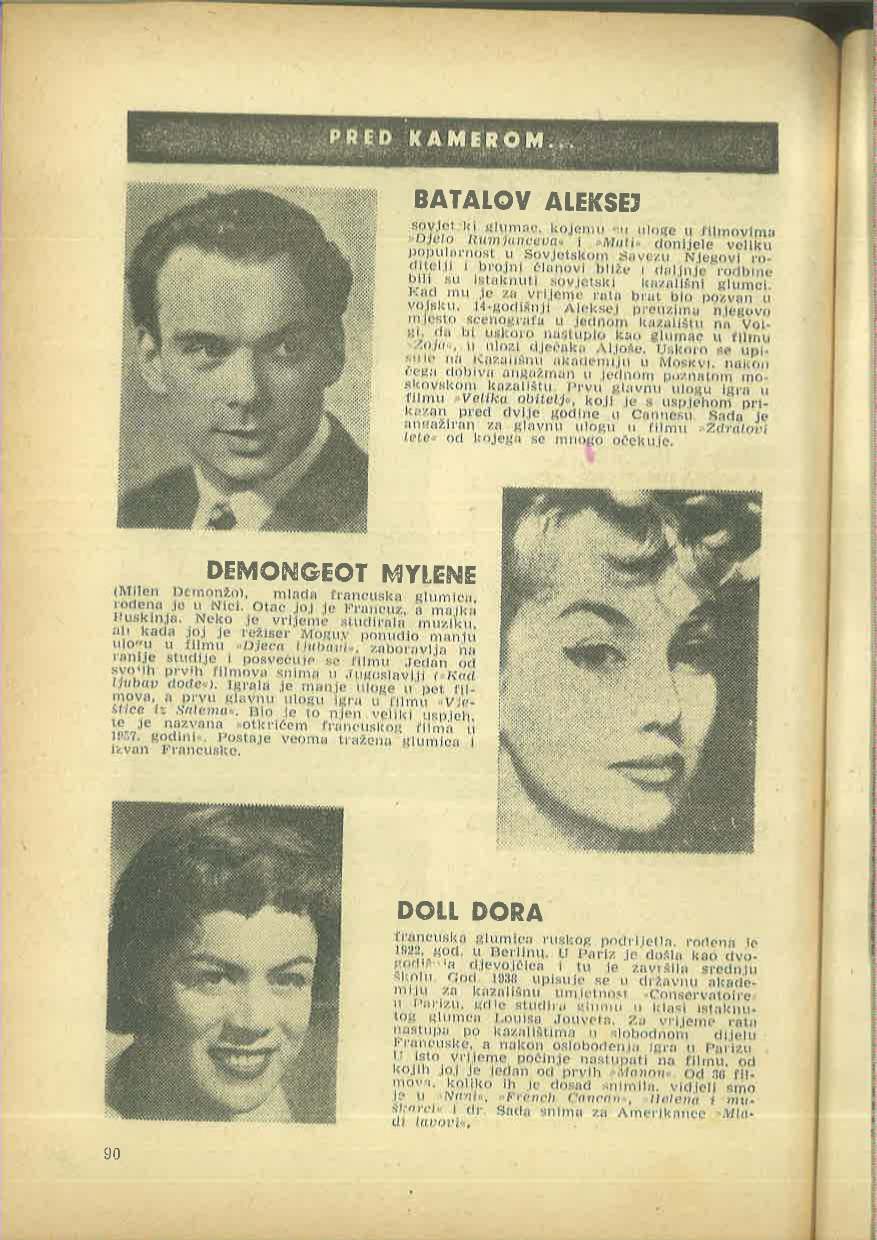 PRED KAMEROM...
BATALOV ALEKSEJ
sovjetski glumac, kojemu su uloge u filmovima
»Djelo Rumjanceva« i »Mati« donijele veliku
popularnost u Sovjetskom Savezu. Njegovi ro-
ditelji i brojni članovi bliže i daljnje rodbine
bili su istaknuti sovjetski kazališni glumci.
Kad mu je za vrijeme rata brat bio pozvan u
vojsku, 14-godišnji Aleksej preuzima njegovo
mjesto scenografa u jednom kazalištu na Vol-
gi, da bi uskoro nastupio kao glumac u filmu
»Zoja«, u ulozi dječaka Aljoše. Uskoro se upi-
suje na Kazališnu akademiju u Moskvi, nakon
čega dobiva angažman u jednom poznatom mo-
skovskom kazalištu. Prvu glavnu ulogu igra u
filmu »Velika obitelj«, koji je s uspjehom pri-
kazan pred dvije godine u Cannesu. Sada je
angažiran za glavnu ulogu u filmu »Ždralovi
lete« od kojega se mnogo očekuje.
DEMONGEOT MYLENE
(Milen Demonžo), mlada francuska glumica,
rođena je u Nici. Otac joj je Francuz, a majka
Ruskinja. Neko je vrijeme studirala muziku,
ali kada joj je režiser Moguy ponudio manju
ulogu u filmu »Djeca ljubavi«, zaboravlja na
ranije studije i posvećuje se filmu. Jedan od
svojih prvih filmova snima u Jugoslaviji (»Kad
ljubav dođe«). Igrala je manje uloge u pet fil-
mova, a prvu glavnu ulogu igra u filmu »Vje-
štice iz Salema«. Bio je to njen veliki uspjeh,
te je nazvana »otkrićem francuskog filma u
1957. godini«. Postaje veoma tražena glumica i
izvan Francuske.
DOLL DORA
francuska glumica ruskog podrijetla, rođena je
1922. god. u Berlinu. U Pariz je došla kao dvo-
godišnja djevojčica i tu je završila srednju
školu. God. 1938. upisuje se u državnu akade-
miju za kazališnu umjetnost »Conservatoire«
u Parizu, gdje studira glumu u klasi istaknu-
tog glumca Louisa Jouveta. Za vrijeme rata
nastupa po kazalištima u slobodnom dijelu
Francuske, a nakon oslobođenja igra u Parizu.
U isto vrijeme počinje nastupati na filmu, od
kojih joj je jedan od prvih »Manon«. Od 36 fil-
mova, koliko ih je dosad snimila, vidjeli smo
je u »Nani«, »French Cancan«, »Helena i mu-
škarci« i dr. Sada snima za Amerikance »Mla-
di lavovi«.
90